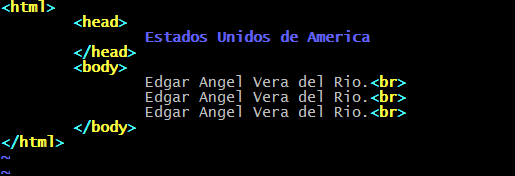 <html>
<head>
Estados Unidos de America
</head>
<body>
Edgar Angel Vera del Rio.<br>
Edgar Angel Vera del Rio.<br>
Edgar Angel Vera del Rio.<br>
</body>
</html>
~
~